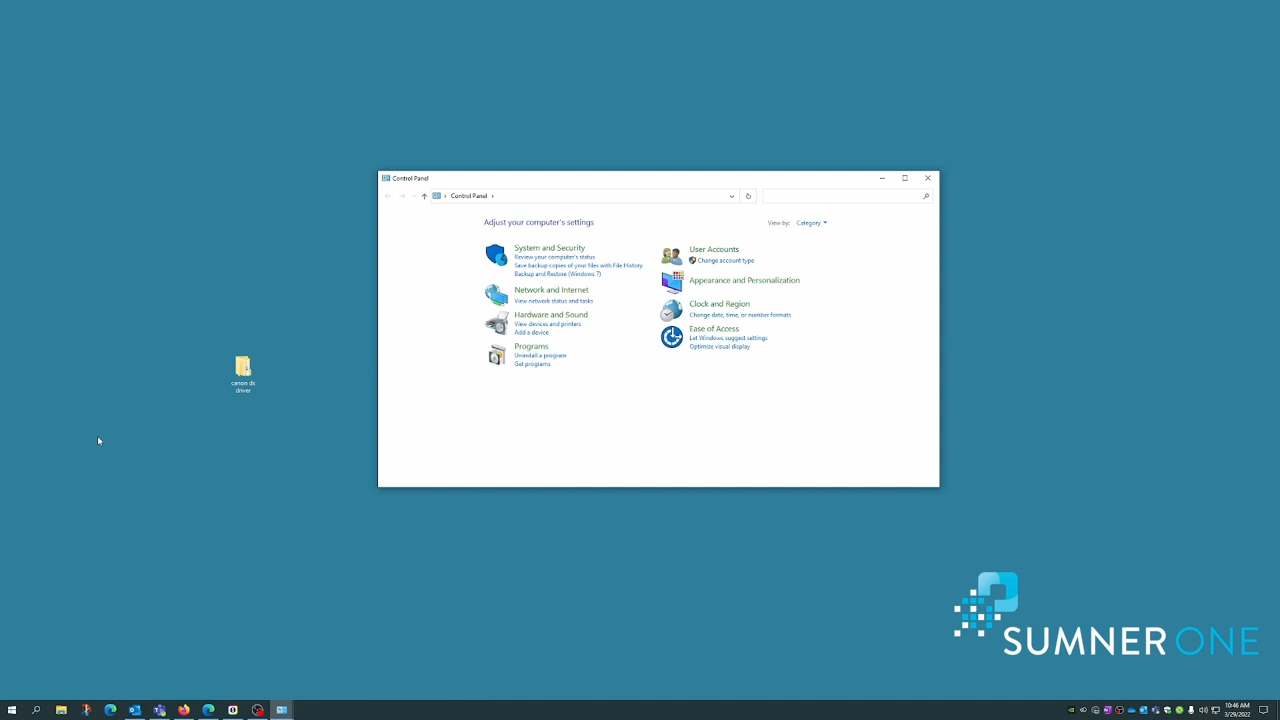 Control Panel
Control Panel
Adjust your computer's settings
View by: Category
System and Security
Review your computer's status
Save backup copies of your files with File History
Backup and Restore (Windows 7)
Network and Internet
View network status and tasks
Hardware and Sound
View devices and printers
Add a device
Programs
Uninstall a program
Get programs
User Accounts
Change account type
Appearance and Personalization
Clock and Region
Change date, time, or number formats
Ease of Access
Let Windows suggest settings
Optimize visual display
canon dx
driver
SUMNERONE
10:46 AM
3/29/2022